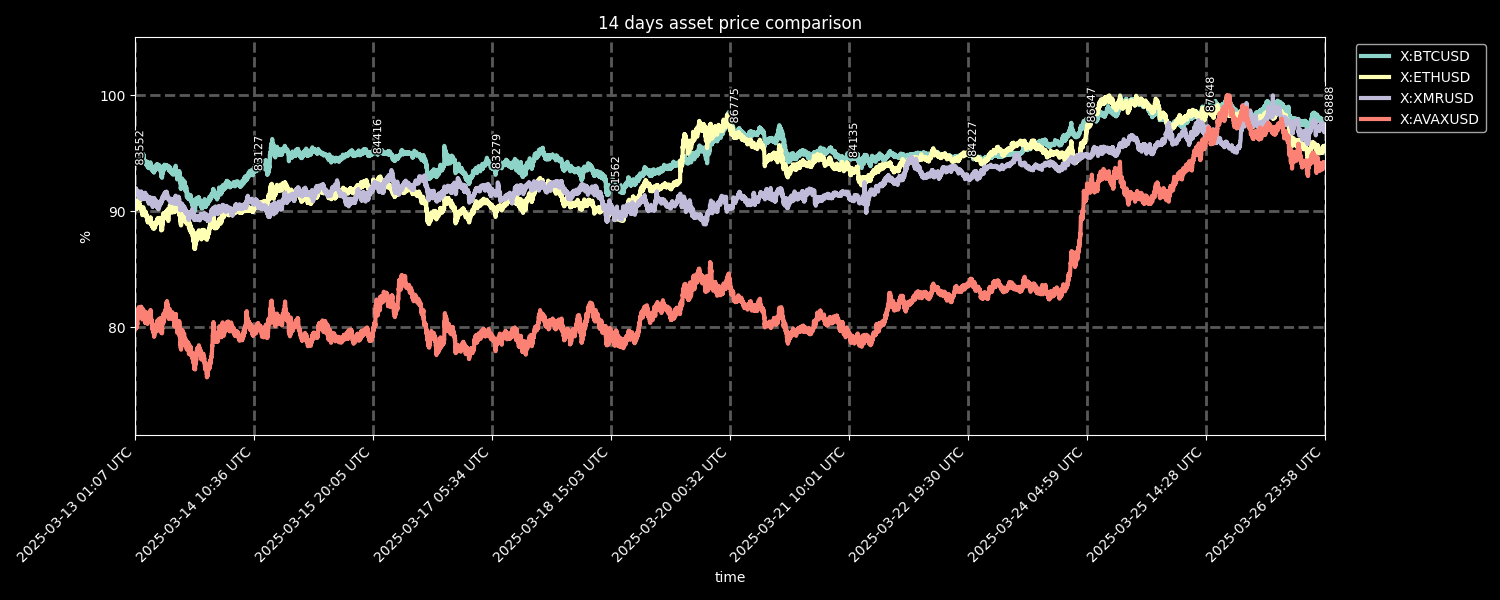 14 days asset price comparison
X:BTCUSD
X:ETHUSD
X:XMRUSD
X:AVAXUSD
100
90
80
%
83552
83127
84416
83279
81562
86775
84135
84227
86847
87648
86888
2025-03-13 01:07 UTC
2025-03-14 10:36 UTC
2025-03-15 20:05 UTC
2025-03-17 05:34 UTC
2025-03-18 15:03 UTC
2025-03-20 00:32 UTC
2025-03-21 10:01 UTC
2025-03-22 19:30 UTC
2025-03-24 04:59 UTC
2025-03-25 14:28 UTC
2025-03-26 23:58 UTC
time